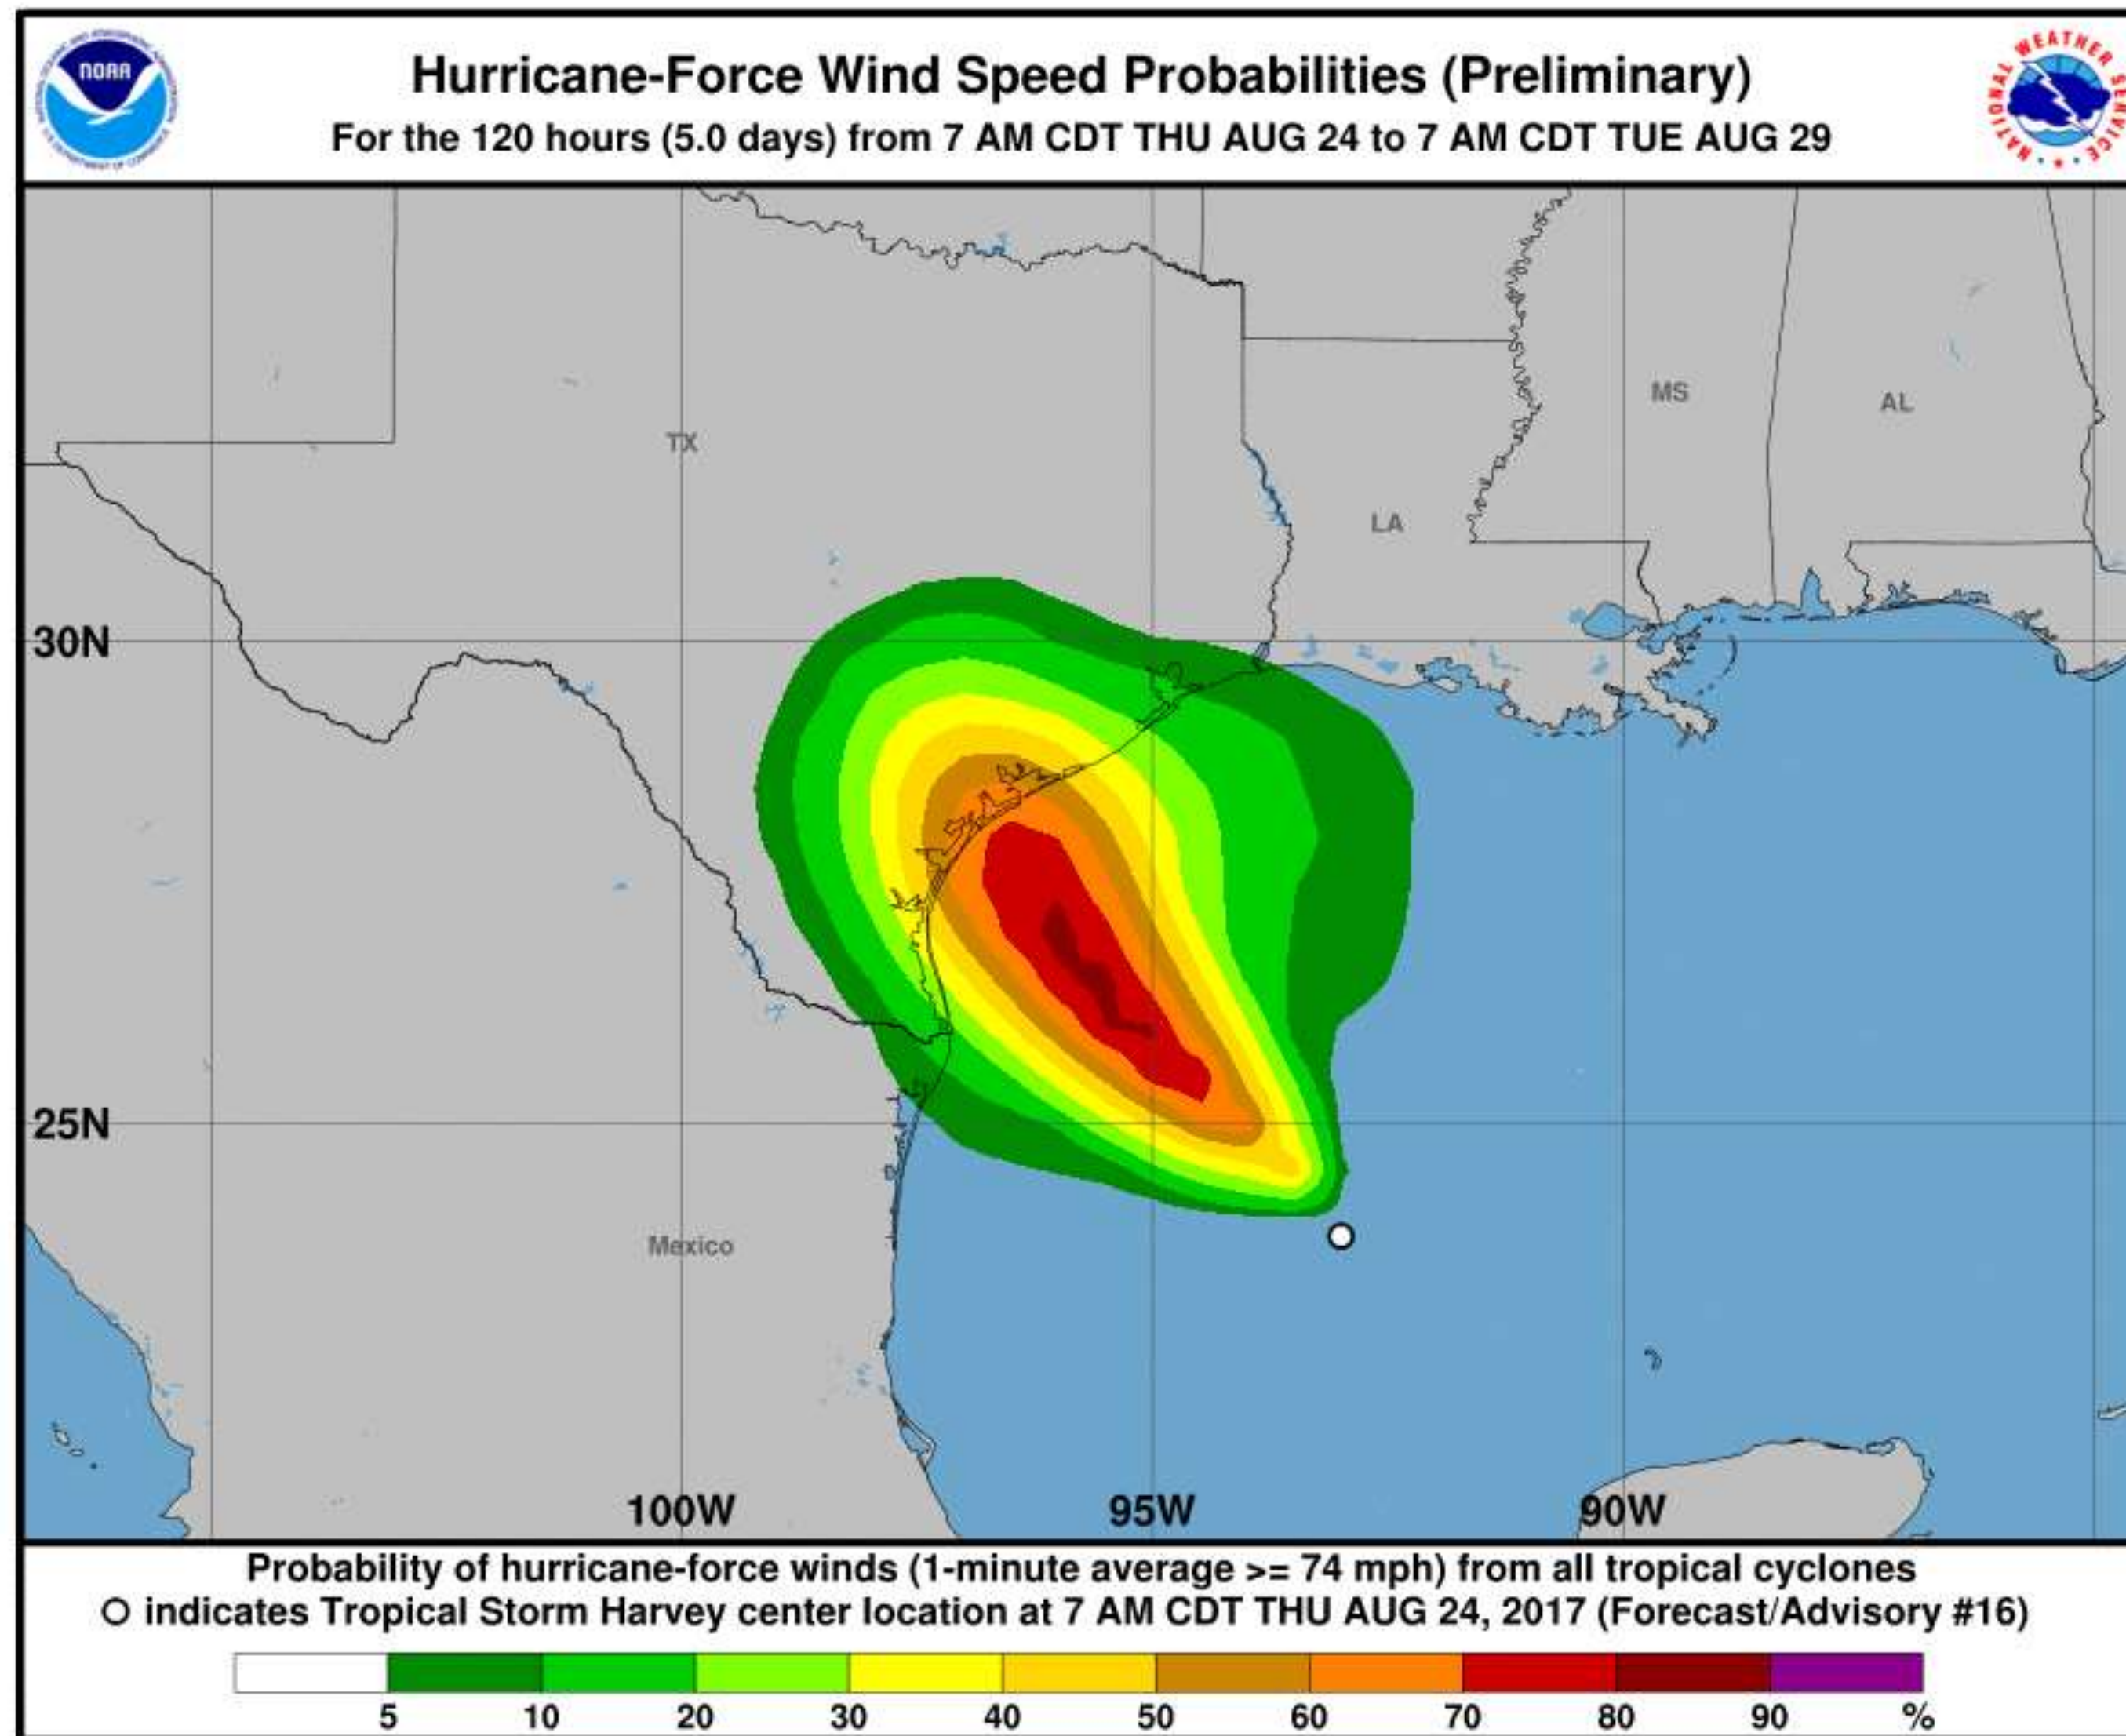 NOAA
NATIONAL WEATHER SERVICE
Hurricane-Force Wind Speed Probabilities (Preliminary)
For the 120 hours (5.0 days) from 7 AM CDT THU AUG 24 to 7 AM CDT TUE AUG 29
MS
AL
TX
LA
30N
25N
Mexico
100W
95W
90W
Probability of hurricane-force winds (1-minute average >= 74 mph) from all tropical cyclones
indicates Tropical Storm Harvey center location at 7 AM CDT THU AUG 24, 2017 (Forecast/Advisory #16)
5 10 20 30 40 50 60 70 80 90 %